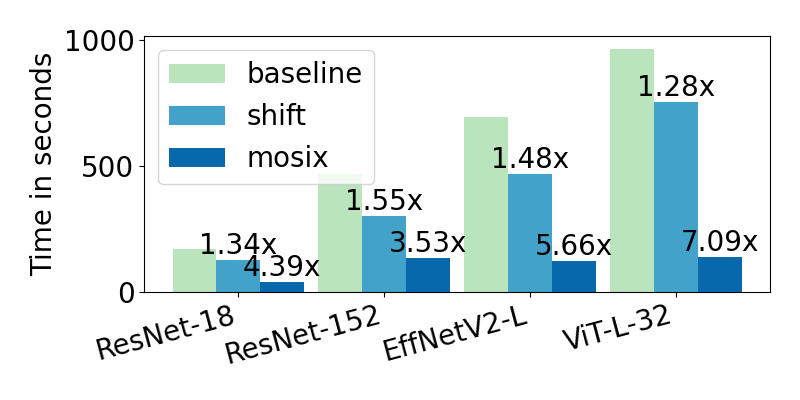 Time in seconds
1000
500
0
baseline
shift
mosix
1.34x
4.39x
1.55x
3.53x
1.48x
5.66x
1.28x
7.09x
ResNet-18
ResNet-152
EffNetV2-L
ViT-L-32